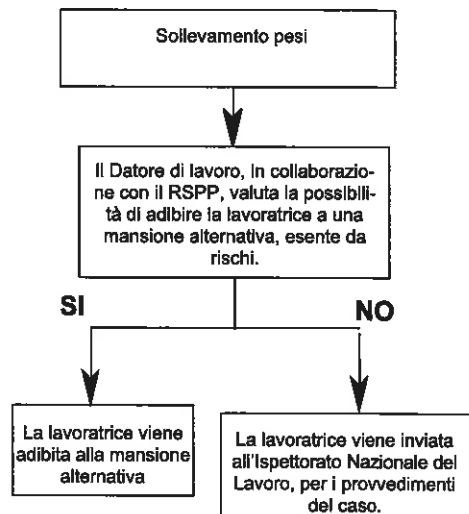 Sollevamento pesi
Il Datore di lavoro, in collaborazio-
ne con il RSPP, valuta la possibili-
tà di adibire la lavoratrice a una
mansione alternativa, esente da
rischi.
SI
NO
La lavoratrice viene
adibita alla mansione
alternativa
La lavoratrice viene inviata
all'Ispettorato Nazionale del
Lavoro, per i provvedimenti
del caso.